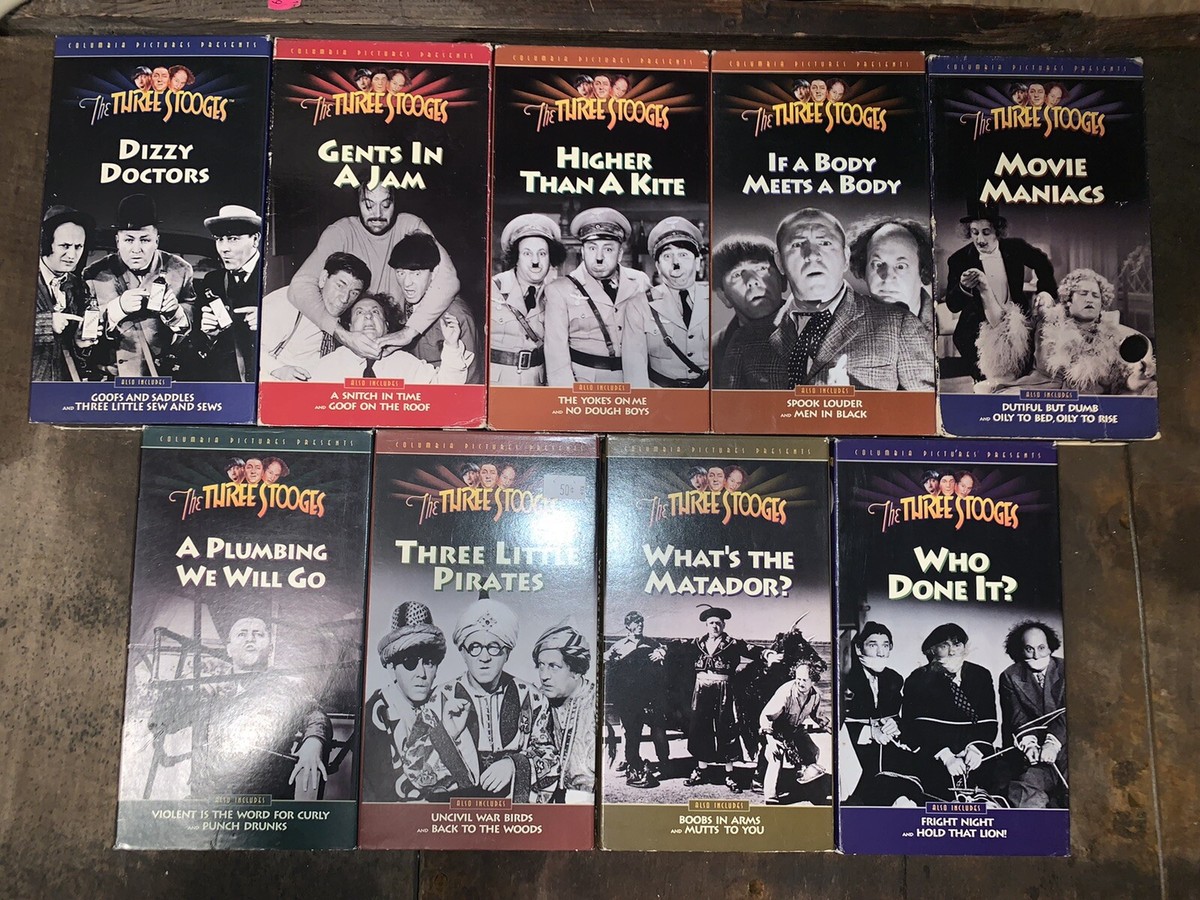 COLUMBIA PICTURES PRESENTS
The THREE STOOGES™
DIZZY
DOCTORS
ALSO INCLUDES
GOOFS AND SADDLES
AND THREE LITTLE SEW AND SEWS
COLUMBIA PICTURES PRESENTS
The THREE STOOGES
GENTS IN
A JAM
ALSO INCLUDES
A SNITCH IN TIME
AND GOOF ON THE ROOF
COLUMBIA PICTURES PRESENTS
The THREE STOOGES
HIGHER
THAN A KITE
ALSO INCLUDES
THE YOKE'S ON ME
AND NO DOUGH BOYS
COLUMBIA PICTURES PRESENTS
The THREE STOOGES
IF A BODY
MEETS A BODY
ALSO INCLUDES
SPOOK LOUDER
AND MEN IN BLACK
COLUMBIA PICTURES PRESENTS
The THREE STOOGES
MOVIE
MANIACS
ALSO INCLUDES
DUTIFUL BUT DUMB
AND OILY TO BED, OILY TO RISE
COLUMBIA PICTURES PRESENTS
The THREE STOOGES
A PLUMBING
WE WILL GO
ALSO INCLUDES
VIOLENT IS THE WORD FOR CURLY
AND PUNCH DRUNKS
COLUMBIA PICTURES PRESENTS
The THREE STOOGES
THREE LITTLE
PIRATES
ALSO INCLUDES
UNCIVIL WAR BIRDS
AND BACK TO THE WOODS
COLUMBIA PICTURES PRESENTS
The THREE STOOGES
WHAT'S THE
MATADOR?
ALSO INCLUDES
BOOBS IN ARMS
AND MUTTS TO YOU
COLUMBIA PICTURES PRESENTS
The THREE STOOGES
WHO
DONE IT?
ALSO INCLUDES
FRIGHT NIGHT
AND HOLD THAT LION!